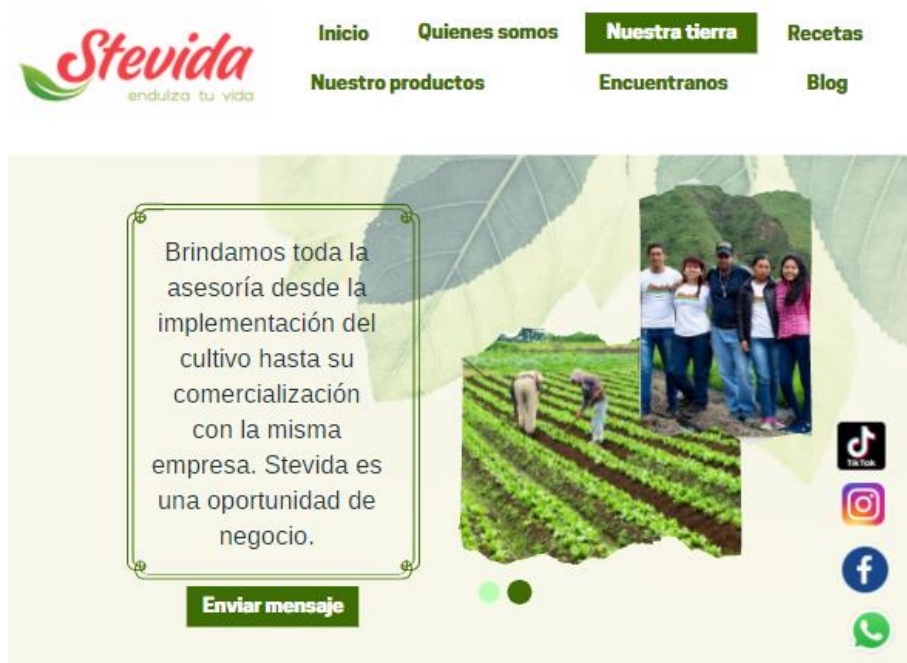 Stevida
endulza tu vida
Inicio
Quienes somos
Nuestra tierra
Recetas
Nuestro productos
Encuentranos
Blog
Brindamos toda la
asesoría desde la
implementación del
cultivo hasta su
comercialización
con la misma
empresa. Stevida es
una oportunidad de
negocio.
Enviar mensaje
TikTok